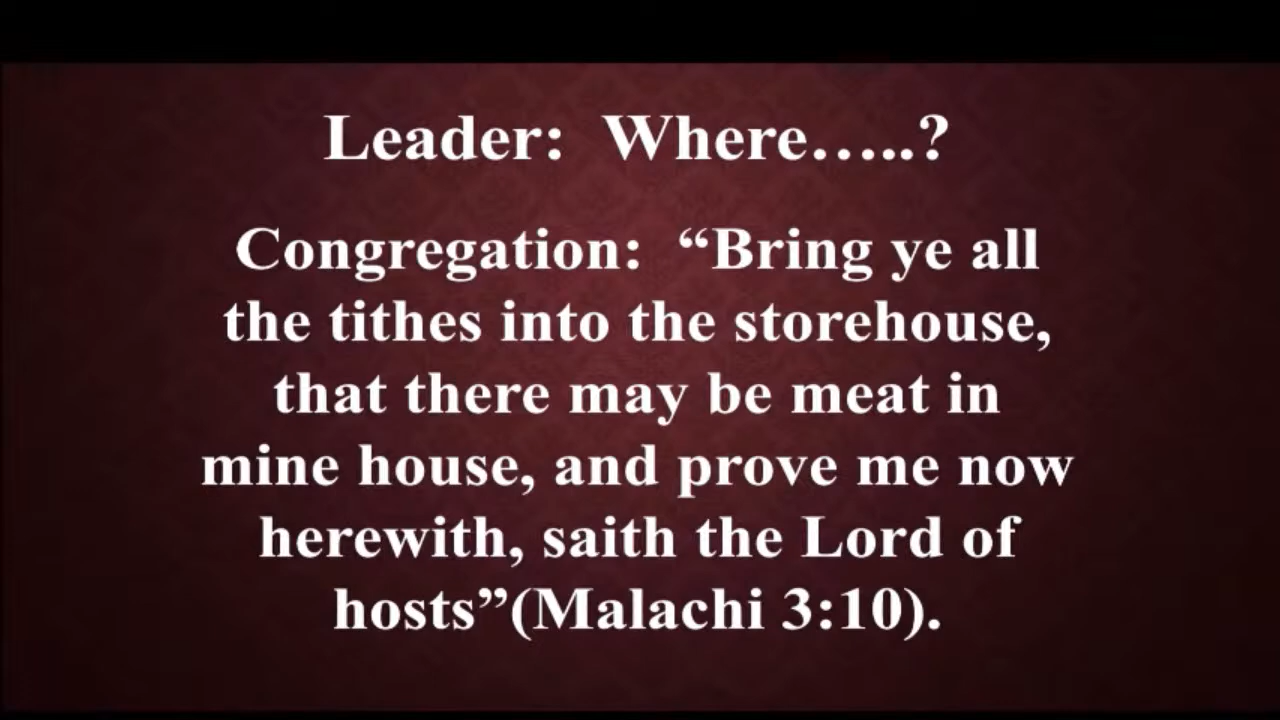 Leader:  Where…..?
Congregation:  “Bring ye all
the tithes into the storehouse,
that there may be meat in
mine house, and prove me now
herewith, saith the Lord of
hosts”(Malachi 3:10).